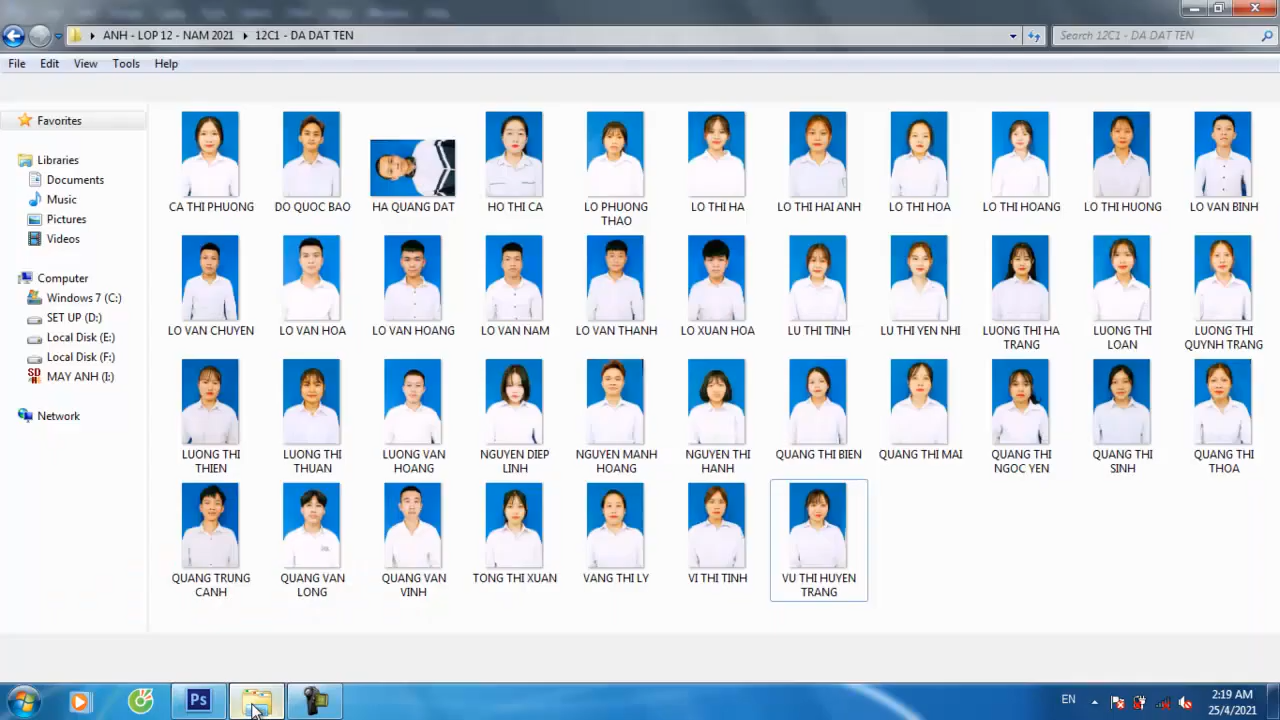 ANH - LOP 12 - NAM 2021 12C1 - DA DAT TEN Search 12C1 - DA DAT TEN
File Edit View Tools Help
Favorites
Libraries
Documents
Music
Pictures
Videos
Computer
Windows 7 (C:)
SET UP (D:)
Local Disk (E:)
Local Disk (F:)
MAY ANH (I:)
Network
CA THI PHUONG DO QUOC BAO HA QUANG DAT HO THI CA LO PHUONG LO THI HA LO THI HAI ANH LO THI HOA LO THI HOANG LO THI HUONG LO VAN BINH
THAO
LO VAN CHUYEN LO VAN HOA LO VAN HOANG LO VAN NAM LO VAN THANH LO XUAN HOA LU THI TINH LU THI YEN NHI LUONG THI HA LUONG THI LUONG THI
TRANG LOAN QUYNH TRANG
LUONG THI LUONG THI LUONG VAN NGUYEN DIEP NGUYEN MANH NGUYEN THI QUANG THI BIEN QUANG THI MAI QUANG THI QUANG THI QUANG THI
THIEN THUAN HOANG LINH HOANG HANH NGOC YEN SINH THOA
QUANG TRUNG QUANG VAN QUANG VAN TONG THI XUAN VANG THI LY VI THI TINH VU THI HUYEN
CANH LONG VINH TRANG
Ps
EN
2:19 AM
25/4/2021